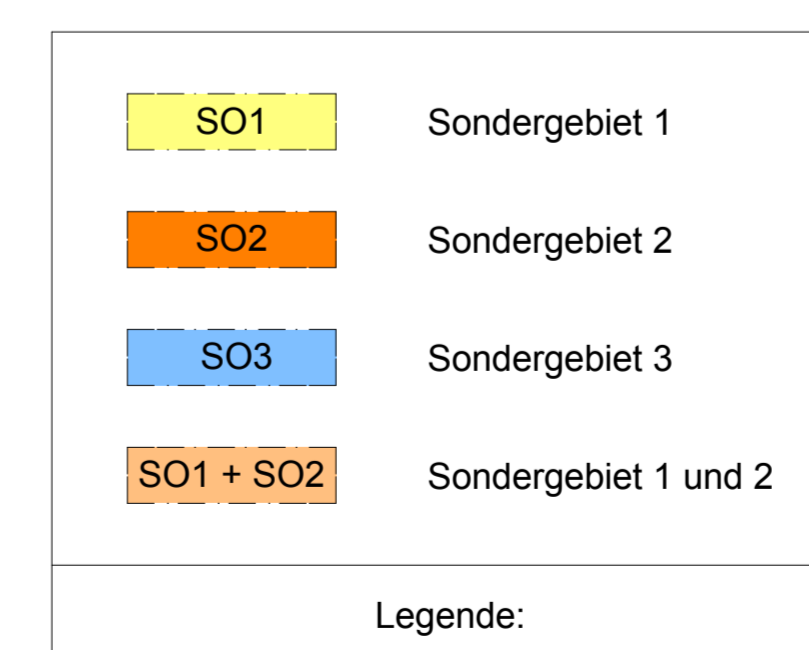 SO1 Sondergebiet 1
SO2 Sondergebiet 2
SO3 Sondergebiet 3
SO1 + SO2 Sondergebiet 1 und 2
Legende: